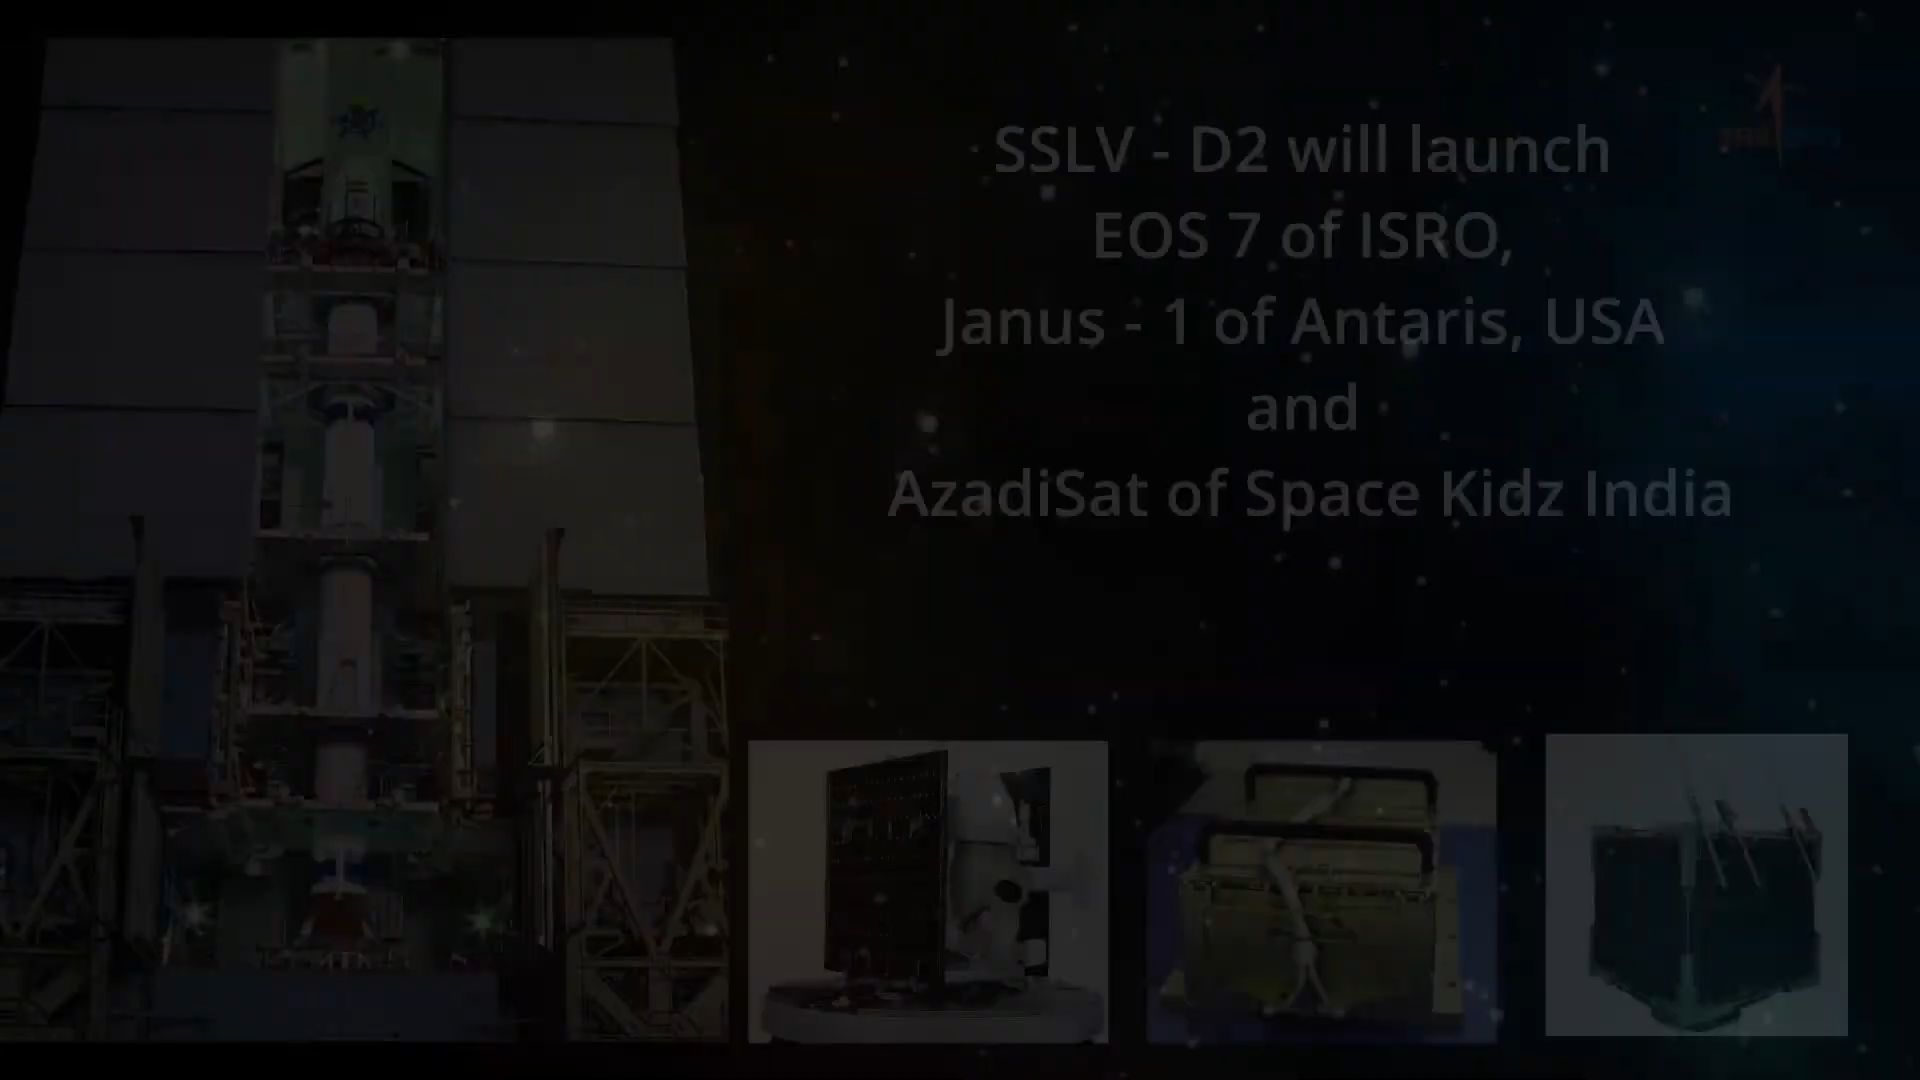 SSLV - D2 will launch
EOS 7 of ISRO,
Janus - 1 of Antaris, USA
and
AzadiSat of Space Kidz India